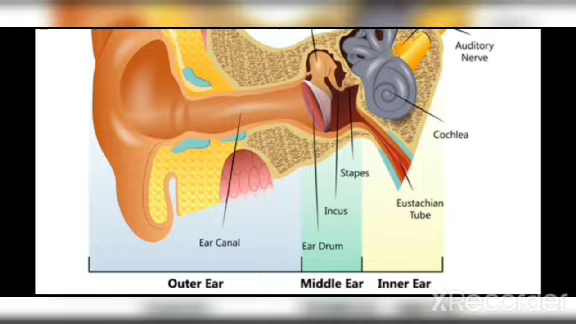 Auditory
Nerve
Cochlea
Stapes
Eustachian
Tube
Incus
Ear Canal
Ear Drum
Outer Ear
Middle Ear
Inner Ear
XRecorder